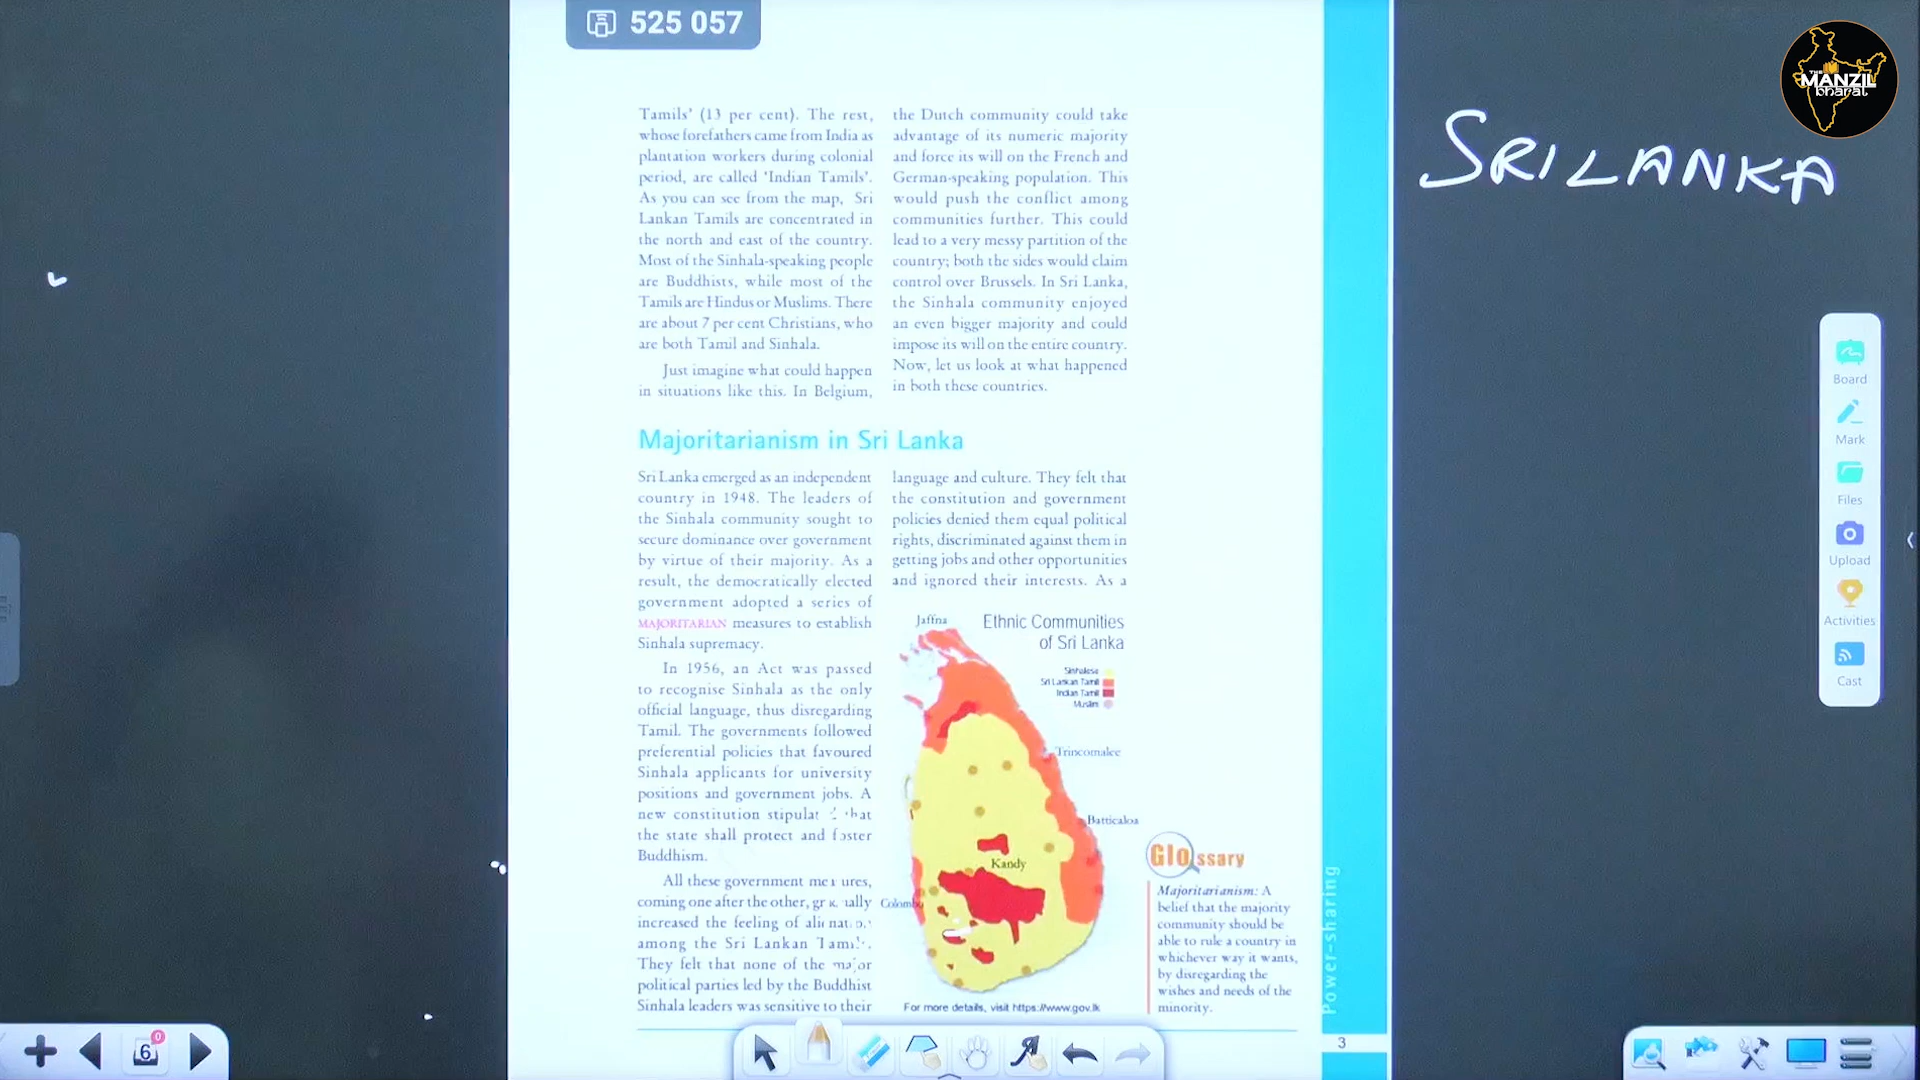 525 057
THE
MANZIL
bharat
SRILANKA
Tamils’ (13 per cent). The rest,
whose forefathers came from India as
plantation workers during colonial
period, are called ‘Indian Tamils’.
As you can see from the map, Sri
Lankan Tamils are concentrated in
the north and east of the country.
Most of the Sinhala-speaking people
are Buddhists, while most of the
Tamils are Hindus or Muslims. There
are about 7 per cent Christians, who
are both Tamil and Sinhala.
Just imagine what could happen
in situations like this. In Belgium,
the Dutch community could take
advantage of its numeric majority
and force its will on the French and
German-speaking population. This
would push the conflict among
communities further. This could
lead to a very messy partition of the
country; both the sides would claim
control over Brussels. In Sri Lanka,
the Sinhala community enjoyed
an even bigger majority and could
impose its will on the entire country.
Now, let us look at what happened
in both these countries.
Majoritarianism in Sri Lanka
Sri Lanka emerged as an independent
country in 1948. The leaders of
the Sinhala community sought to
secure dominance over government
by virtue of their majority. As a
result, the democratically elected
government adopted a series of
MAJORITARIAN measures to establish
Sinhala supremacy.
In 1956, an Act was passed
to recognise Sinhala as the only
official language, thus disregarding
Tamil. The governments followed
preferential policies that favoured
Sinhala applicants for university
positions and government jobs. A
new constitution that
the state shall protect and foster
Buddhism.
All these government
coming one after the other,
increased the feeling of
among the Sri Lankan
They felt that none of the major
political parties led by the Buddhist
Sinhala leaders was sensitive to their
language and culture. They felt that
the constitution and government
policies denied them equal political
rights, discriminated against them in
getting jobs and other opportunities
and ignored their interests. As a
Ethnic Communities
of Sri Lanka
Sinhalese
Sri Lankan Tamil
Indian Tamil
Muslim
Jaffna
Trincomalee
Batticaloa
Kandy
Colombo
For more details, visit https://www.gov.lk
Glossary
Majoritarianism: A
belief that the majority
community should be
able to rule a country in
whichever way it wants,
by disregarding the
wishes and needs of the
minority.
Power-sharing
3
Board
Mark
Files
Upload
Activities
Cast
6
0